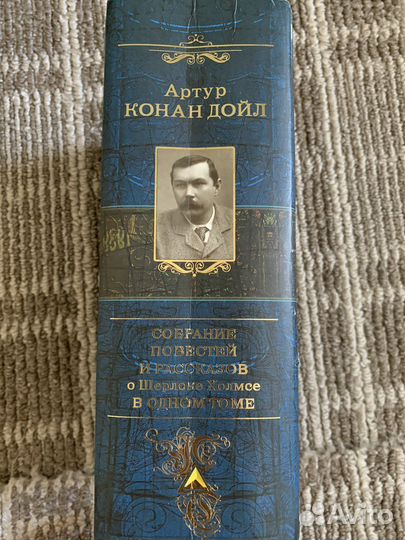 Артур
КОНАН ДОЙЛ
СОБРАНИЕ
ПОВЕСТЕЙ
И РАССКАЗОВ
о Шерлоке Холмсе
В ОДНОМ ТОМЕ
Avito